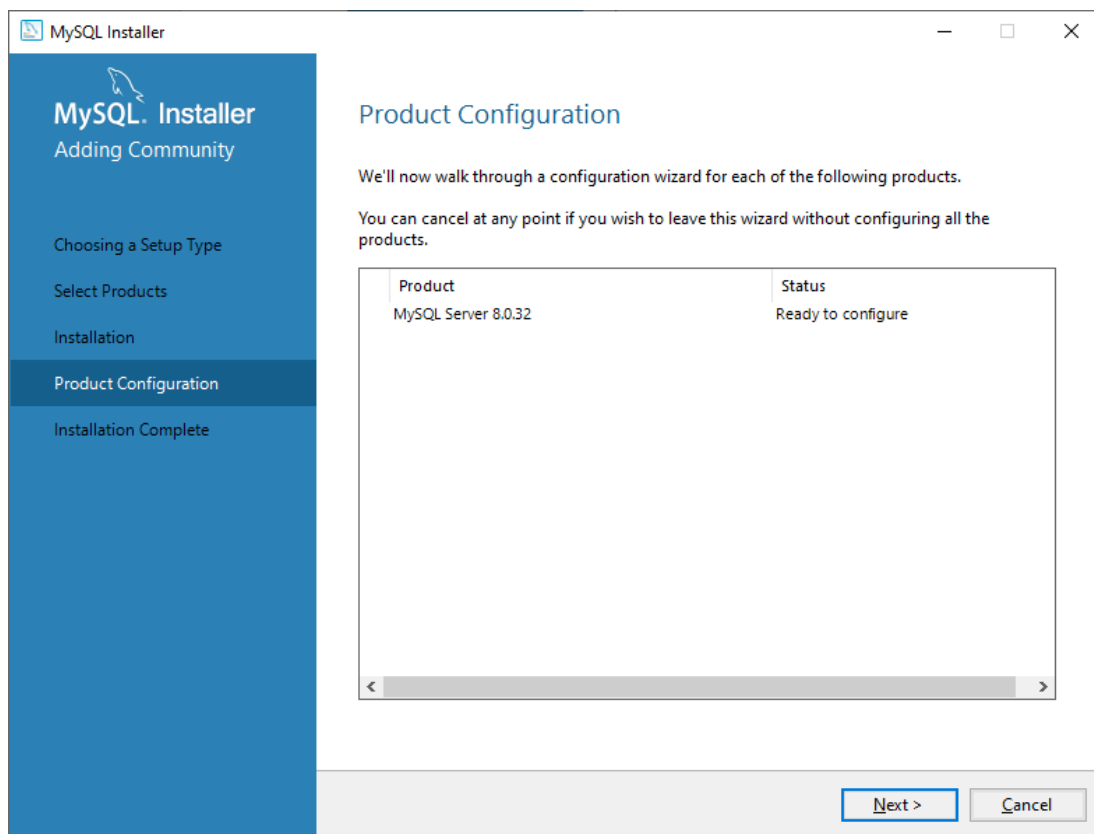 MySQL Installer
MySQL. Installer
Adding Community
Choosing a Setup Type
Select Products
Installation
Product Configuration
Installation Complete
Product Configuration
We'll now walk through a configuration wizard for each of the following products.
You can cancel at any point if you wish to leave this wizard without configuring all the
products.
Product Status
MySQL Server 8.0.32 Ready to configure
Next > Cancel